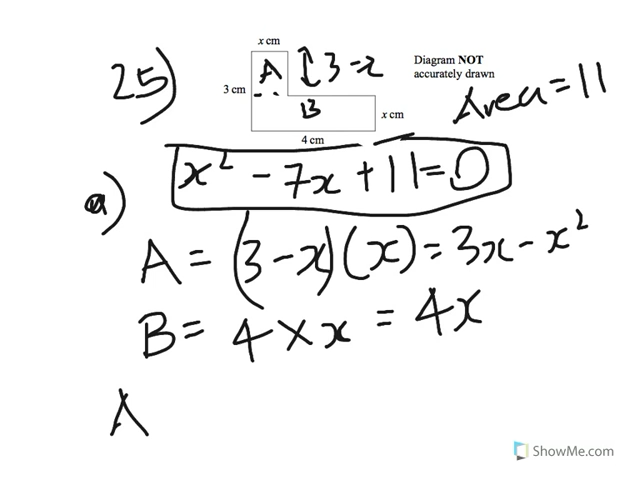 x cm
25)
A
3 - x
Diagram NOT
accurately drawn
3 cm
B
x cm
Area = 11
4 cm
a)
x² - 7x + 11 = 0
A = (3 - x)(x) = 3x - x²
B = 4 × x = 4x
A
ShowMe.com